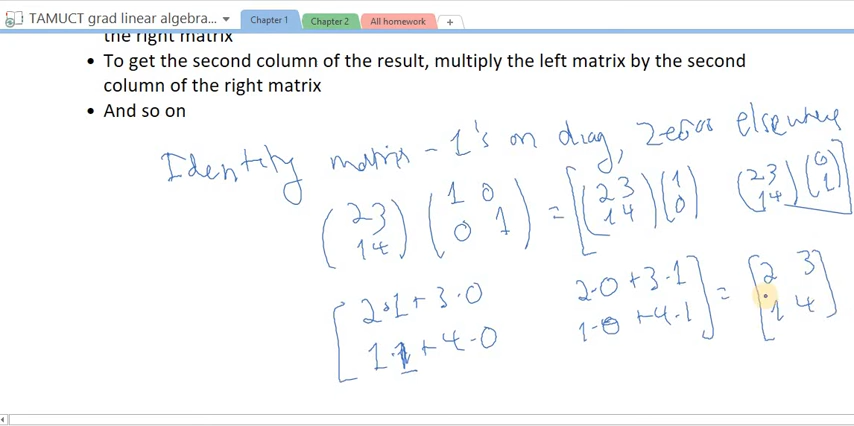 TAMUCT grad linear algebra... Chapter 1 Chapter 2 All homework +
the right matrix
• To get the second column of the result, multiply the left matrix by the second
column of the right matrix
• And so on
Identity matrix - 1's on diag, Zeros elsewhere
(2 3; 1 4) (1 0; 0 1) = [(2 3; 1 4) (1; 0) (2 3; 1 4) (0; 1)]
[2·1 + 3·0 2·0 + 3·1; 1·1 + 4·0 1·0 + 4·1] = [2 3; 1 4]